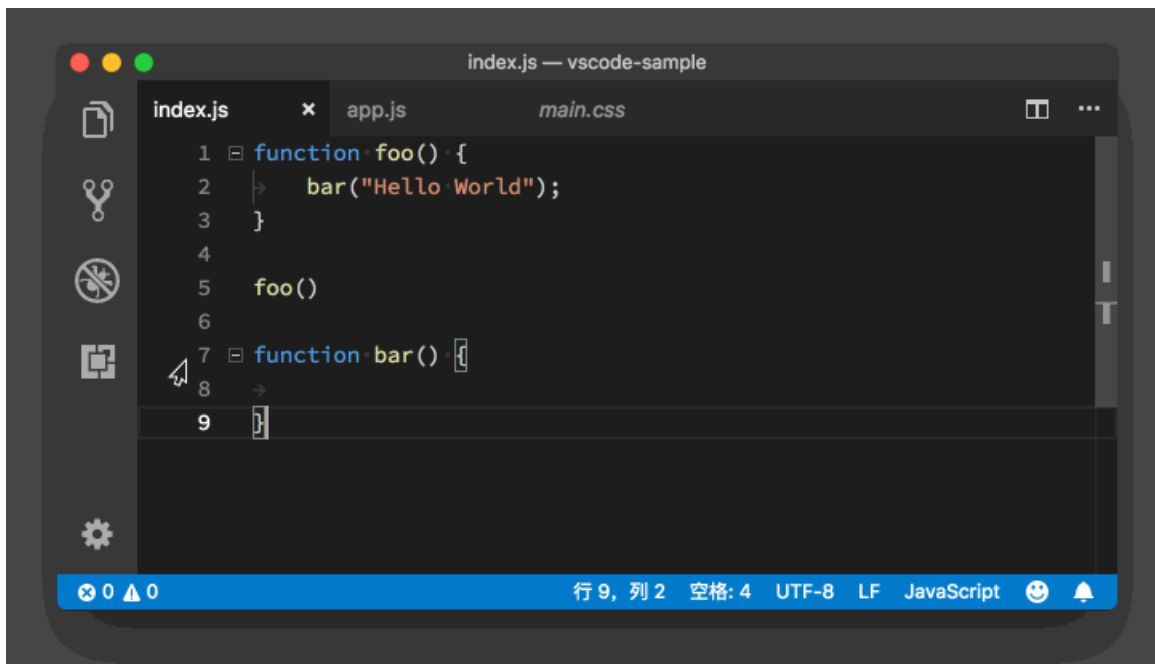 index.js — vscode-sample
index.js × app.js main.css
1 function foo() {
2 bar("Hello World");
3 }
4
5 foo()
6
7 function bar() {
8
9 }
0 0 行 9，列 2 空格: 4 UTF-8 LF JavaScript